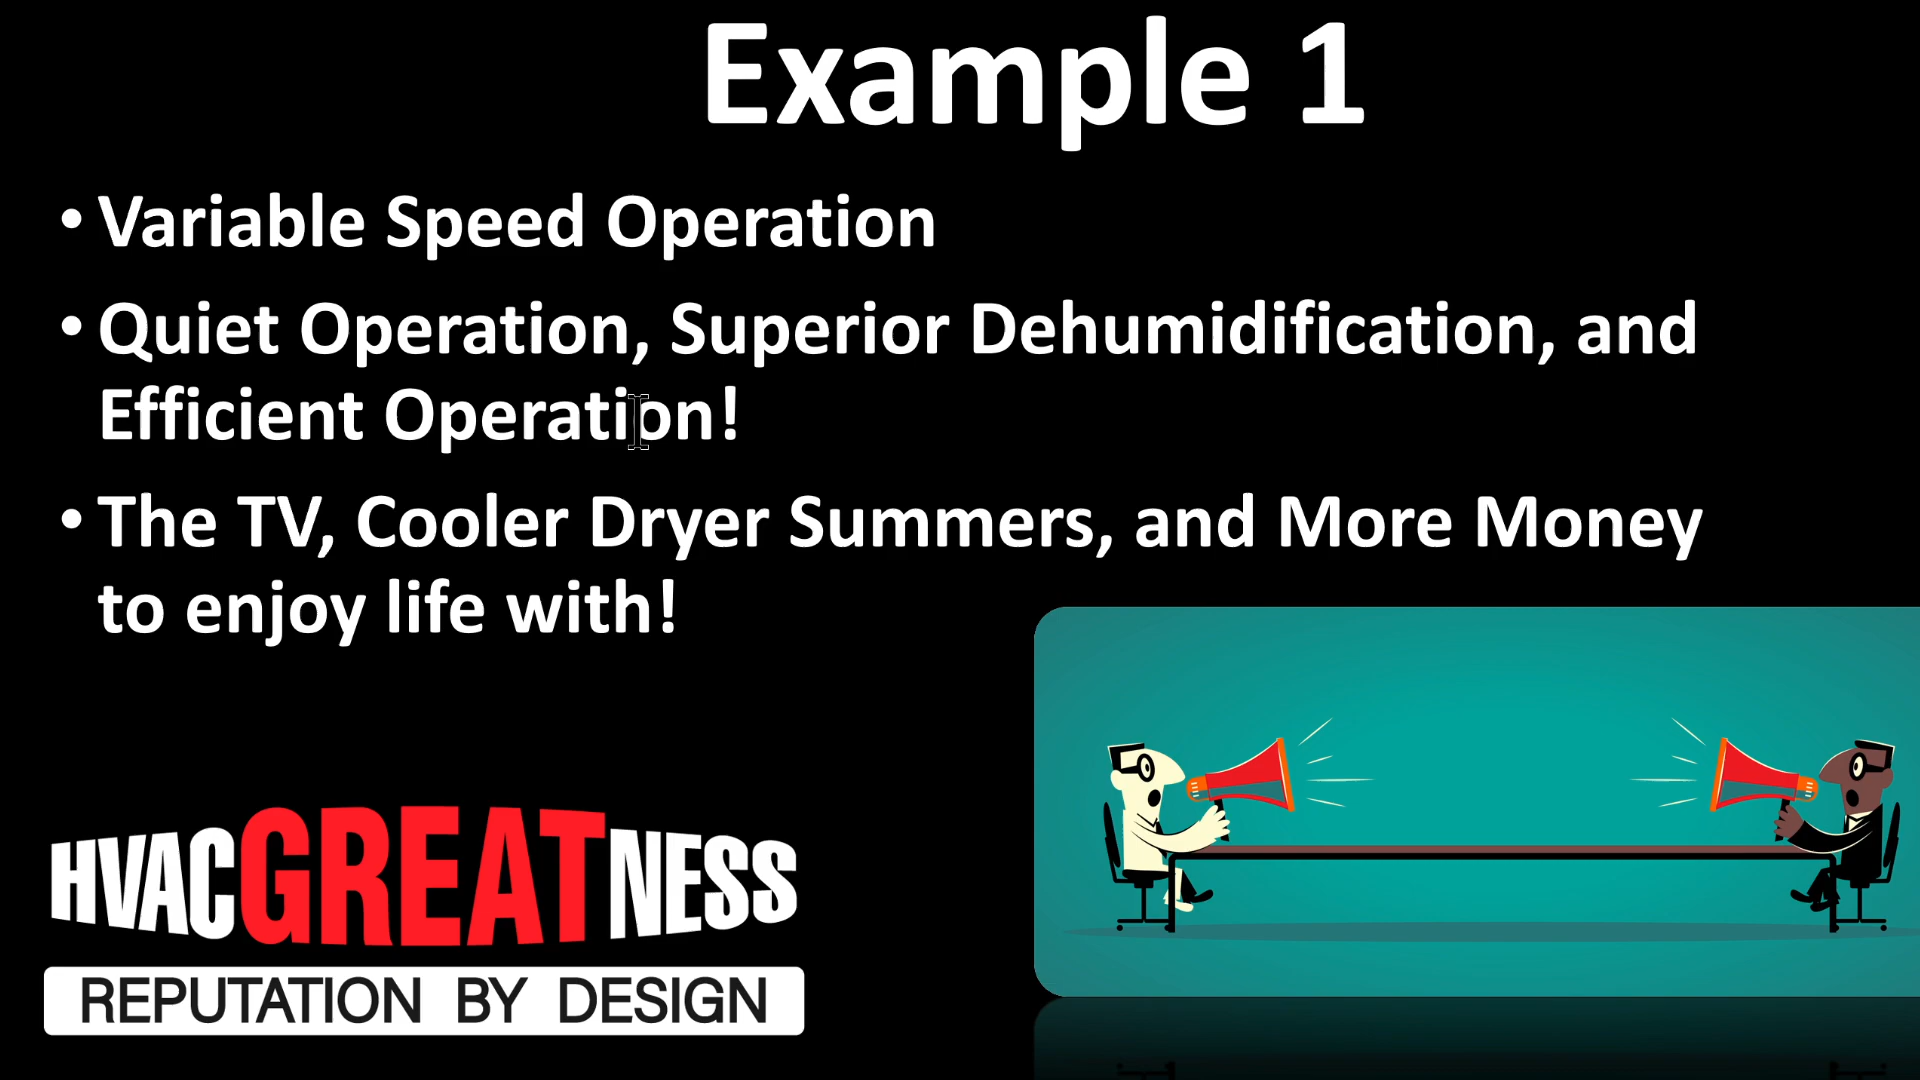 Example 1
• Variable Speed Operation
• Quiet Operation, Superior Dehumidification, and
Efficient Operation!
• The TV, Cooler Dryer Summers, and More Money
to enjoy life with!
HVACGREATNESS
REPUTATION BY DESIGN